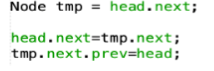 Node tmp = head.next;
head.next=tmp.next;
tmp.next.prev=head;